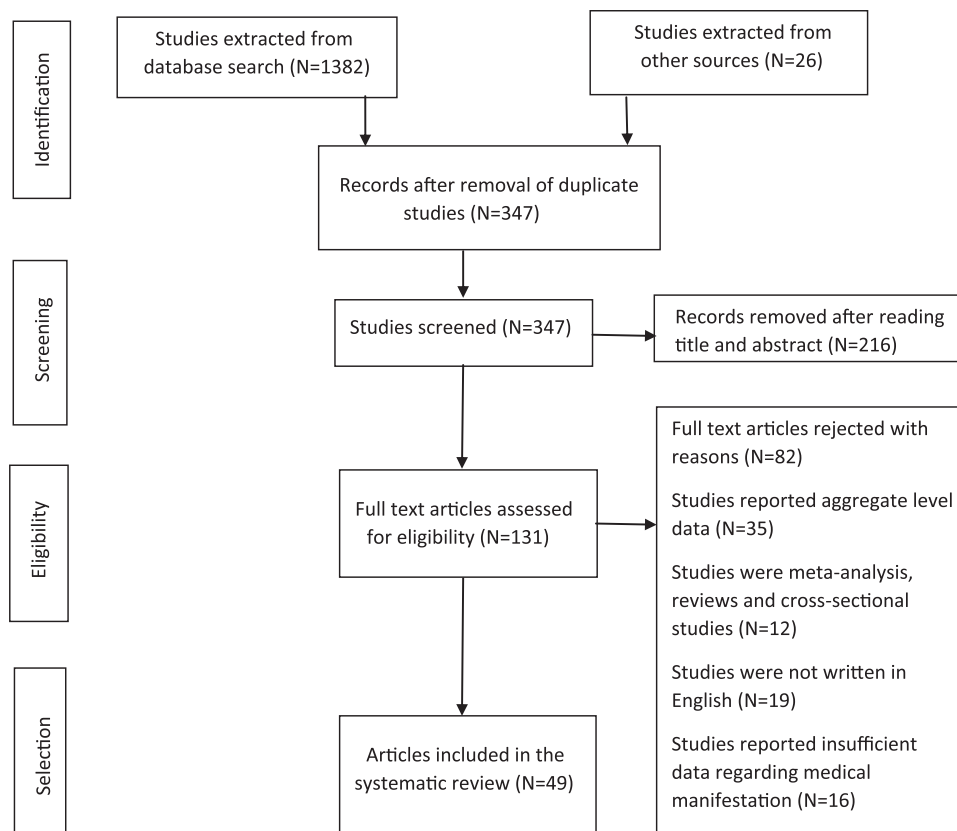 Identification
Studies extracted from
database search (N=1382)
Studies extracted from
other sources (N=26)
Records after removal of duplicate
studies (N=347)
Screening
Studies screened (N=347)
Records removed after reading
title and abstract (N=216)
Eligibility
Full text articles assessed
for eligibility (N=131)
Full text articles rejected with
reasons (N=82)
Studies reported aggregate level
data (N=35)
Studies were meta-analysis,
reviews and cross-sectional
studies (N=12)
Studies were not written in
English (N=19)
Studies reported insufficient
data regarding medical
manifestation (N=16)
Selection
Articles included in the
systematic review (N=49)